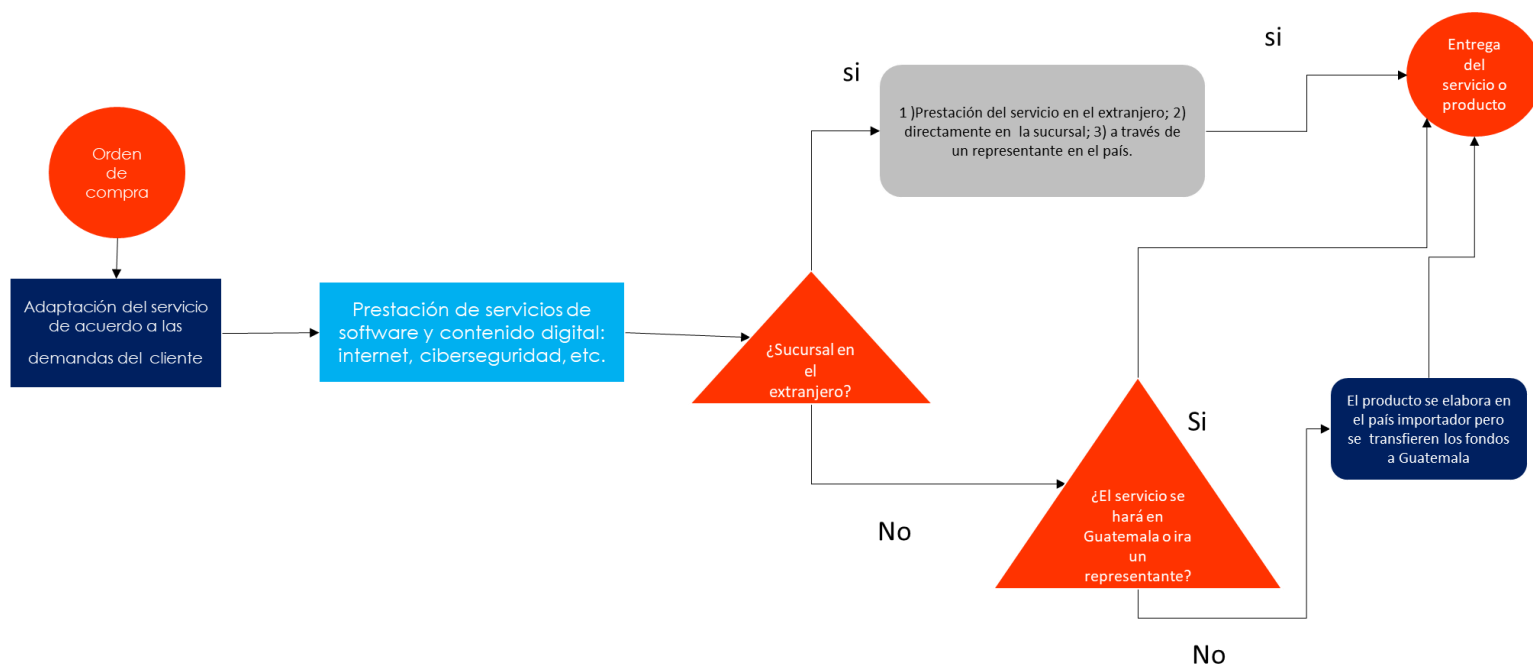 Orden
de
compra
Adaptación del servicio
de acuerdo a las
demandas del cliente
Prestación de servicios de
software y contenido digital:
internet, ciberseguridad, etc.
¿Sucursal en
el
extranjero?
si
1 )Prestación del servicio en el extranjero; 2)
directamente en la sucursal; 3) a través de
un representante en el país.
si
Entrega
del
servicio o
producto
No
¿El servicio se
hará en
Guatemala o ira
un
representante?
Si
No
El producto se elabora en
el país importador pero
se transfieren los fondos
a Guatemala